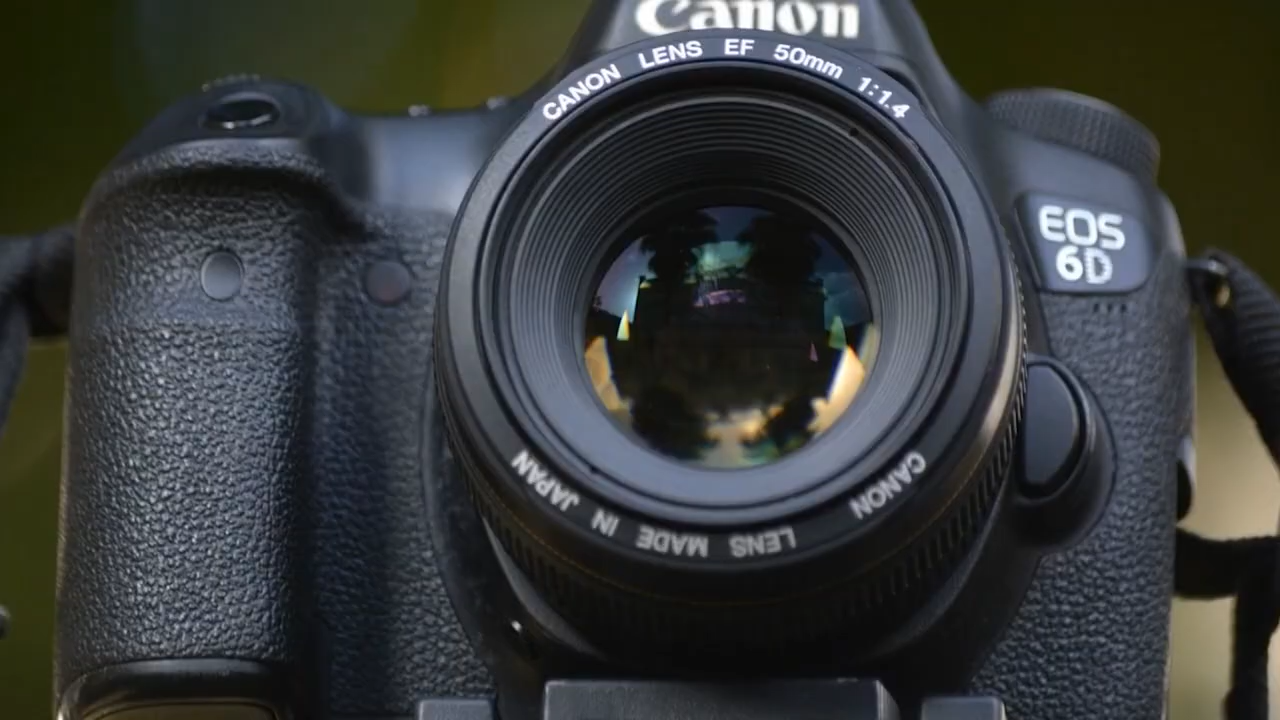 Canon
CANON LENS EF 50mm 1:1.4
EOS
6D
CANON LENS MADE IN JAPAN